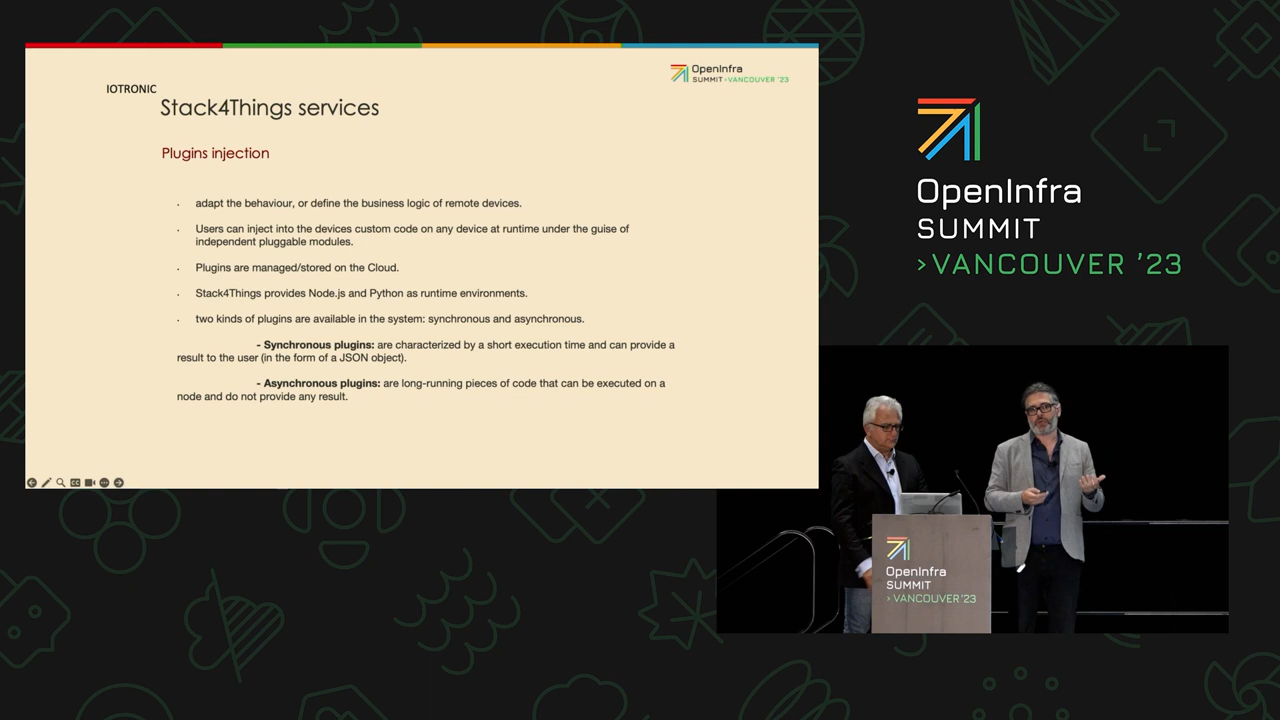 OpenInfra
SUMMIT › VANCOUVER '23
IOTRONIC
Stack4Things services
Plugins injection
· adapt the behaviour, or define the business logic of remote devices.
· Users can inject into the devices custom code on any device at runtime under the guise of
independent pluggable modules.
· Plugins are managed/stored on the Cloud.
· Stack4Things provides Node.js and Python as runtime environments.
· two kinds of plugins are available in the system: synchronous and asynchronous.
- Synchronous plugins: are characterized by a short execution time and can provide a
result to the user (in the form of a JSON object).
- Asynchronous plugins: are long-running pieces of code that can be executed on a
node and do not provide any result.
CC
OpenInfra
SUMMIT
›VANCOUVER '23
OpenInfra
SUMMIT
› VANCOUVER '23